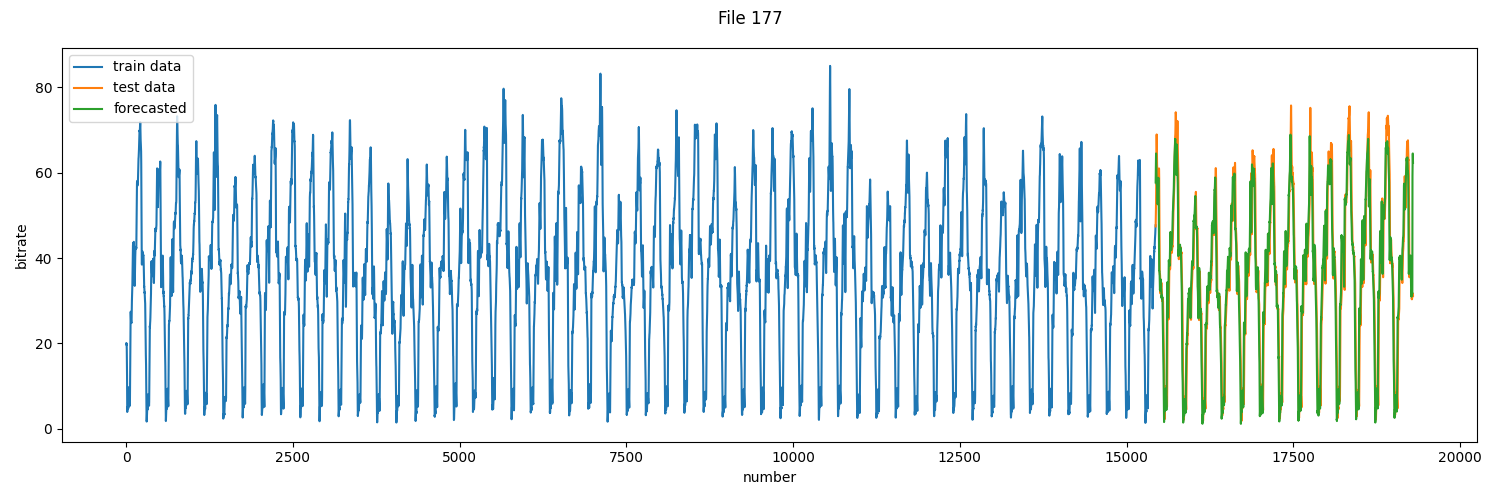 File 177
train data
test data
forecasted
bitrate
80
60
40
20
0
0 2500 5000 7500 10000 12500 15000 17500 20000
number